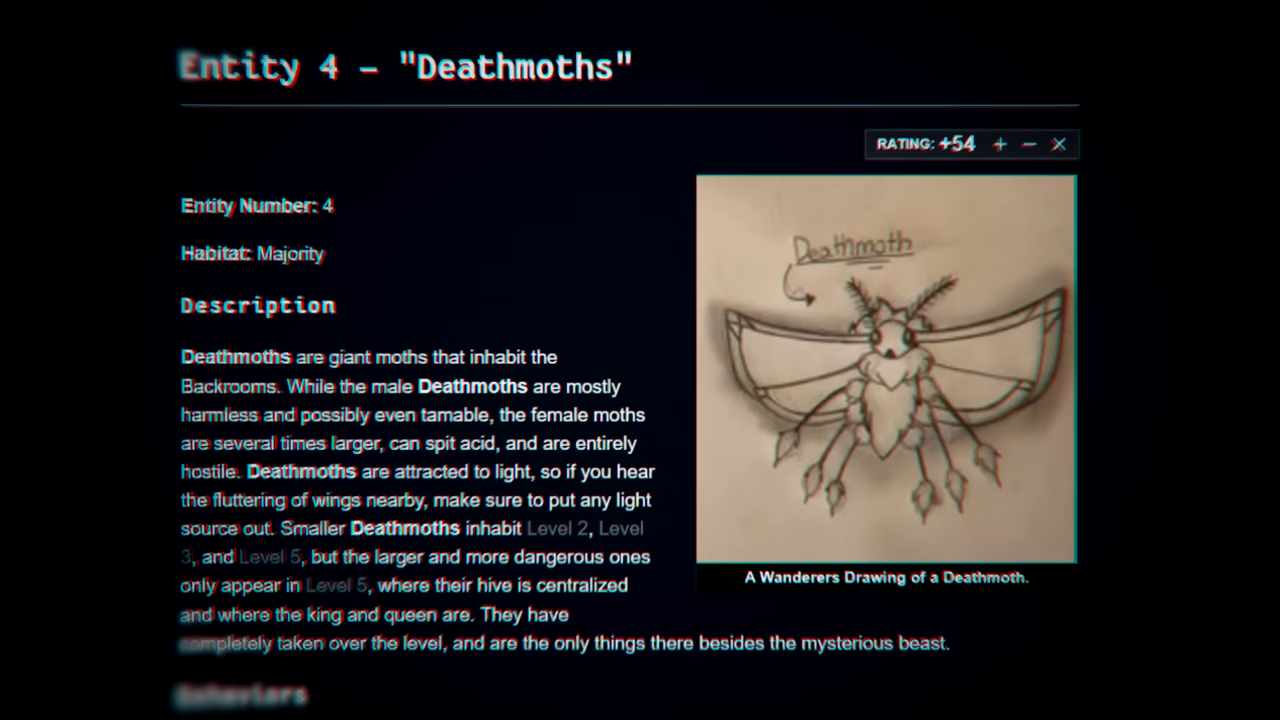 Entity 4 – "Deathmoths"
RATING: +54 + − ×
Entity Number: 4
Habitat: Majority
Deathmoth
Description
Deathmoths are giant moths that inhabit the
Backrooms. While the male Deathmoths are mostly
harmless and possibly even tamable, the female moths
are several times larger, can spit acid, and are entirely
hostile. Deathmoths are attracted to light, so if you hear
the fluttering of wings nearby, make sure to put any light
source out. Smaller Deathmoths inhabit Level 2, Level
3, and Level 5, but the larger and more dangerous ones
only appear in Level 5, where their hive is centralized
and where the king and queen are. They have
completely taken over the level, and are the only things there besides the mysterious beast.
A Wanderers Drawing of a Deathmoth.
Behaviors